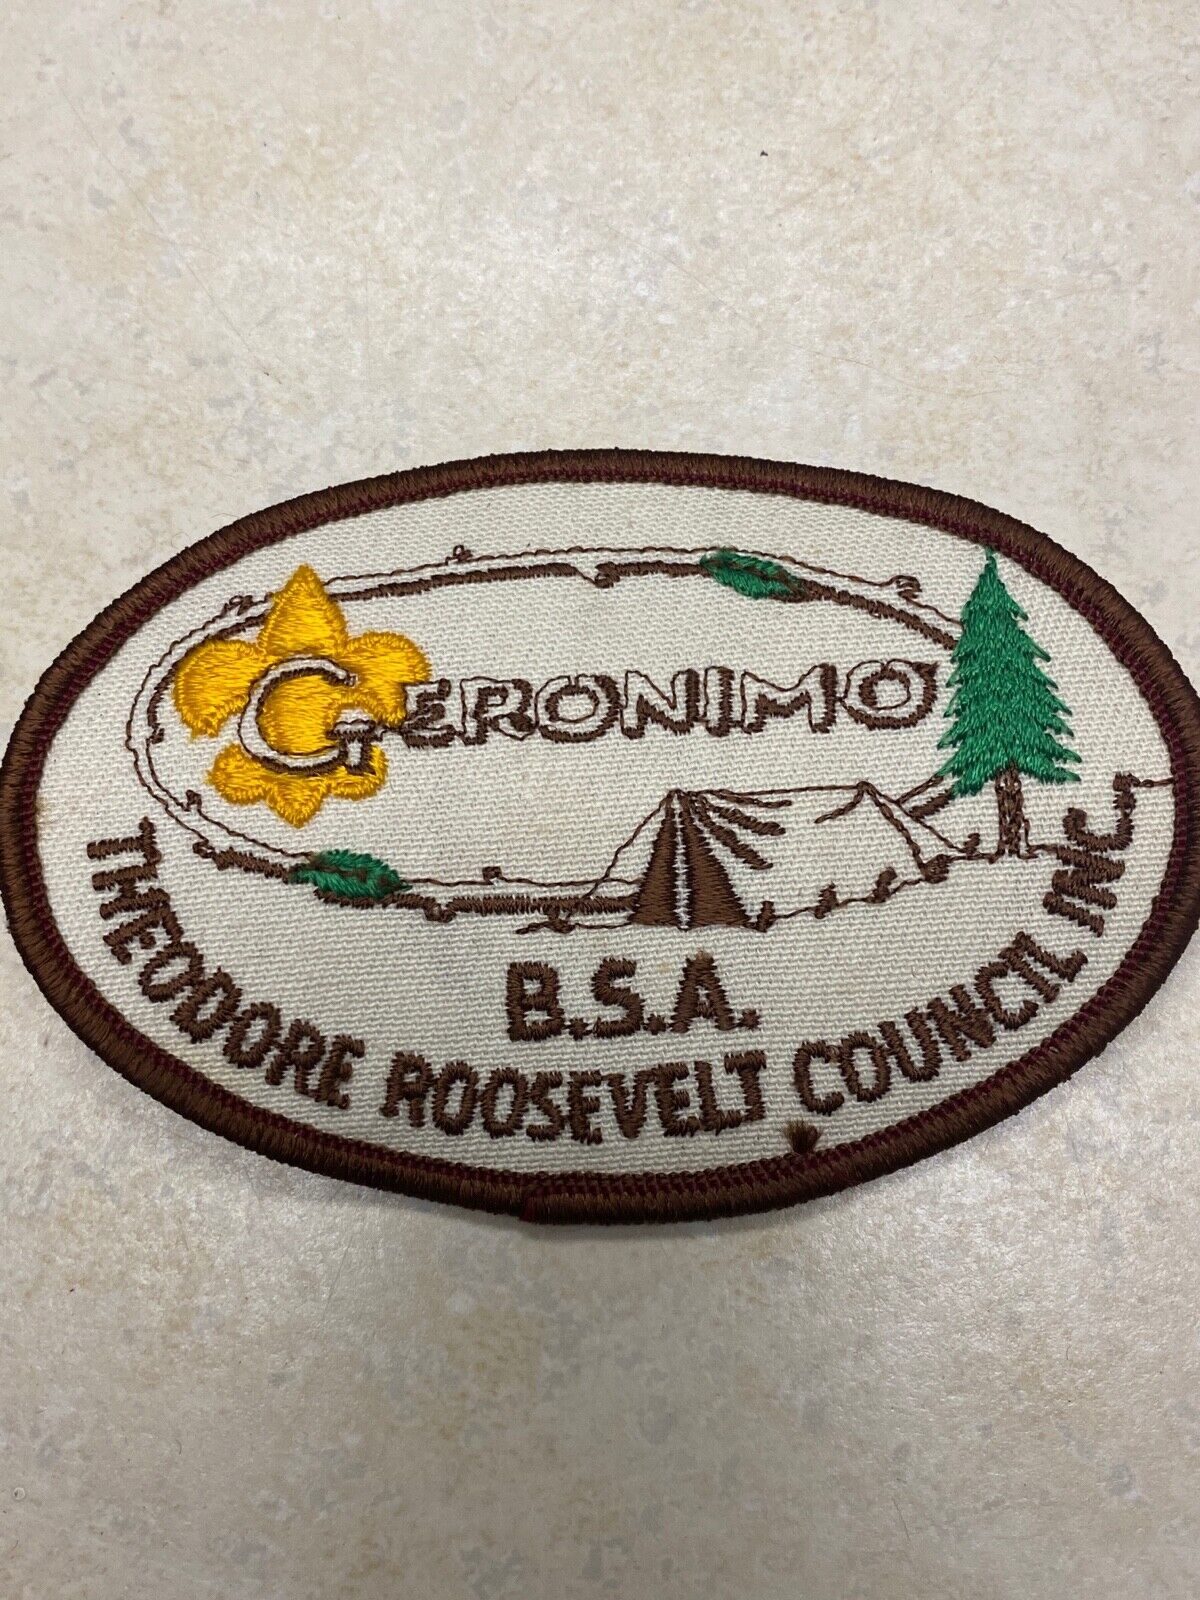 GERONIMO
B.S.A.
THEODORE ROOSEVELT COUNCIL INC.